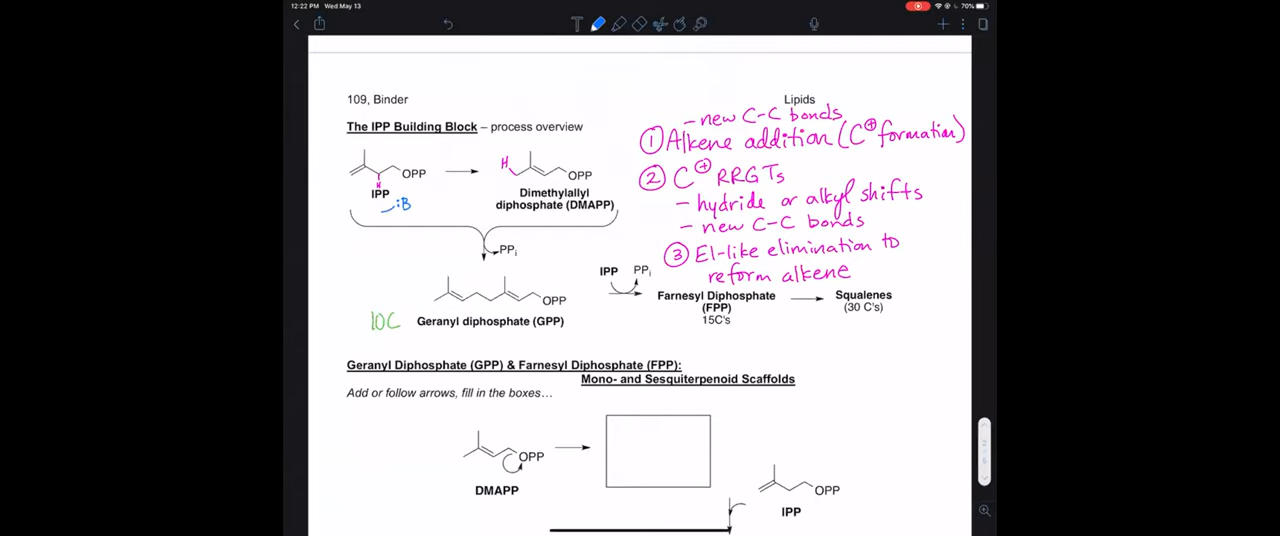 12:22 PM Wed May 13
70%
109, Binder
Lipids
The IPP Building Block – process overview
- new C-C bonds
① Alkene addition (C⊕ formation)
② C⊕ RRGTs
- hydride or alkyl shifts
- new C-C bonds
③ E1-like elimination to
reform alkene
OPP
H
IPP
:B
H
OPP
Dimethylallyl
diphosphate (DMAPP)
PPi
OPP
10C
Geranyl diphosphate (GPP)
IPP PPi
Farnesyl Diphosphate
(FPP)
15C's
Squalenes
(30 C's)
Geranyl Diphosphate (GPP) & Farnesyl Diphosphate (FPP):
Mono- and Sesquiterpenoid Scaffolds
Add or follow arrows, fill in the boxes…
OPP
DMAPP
OPP
IPP